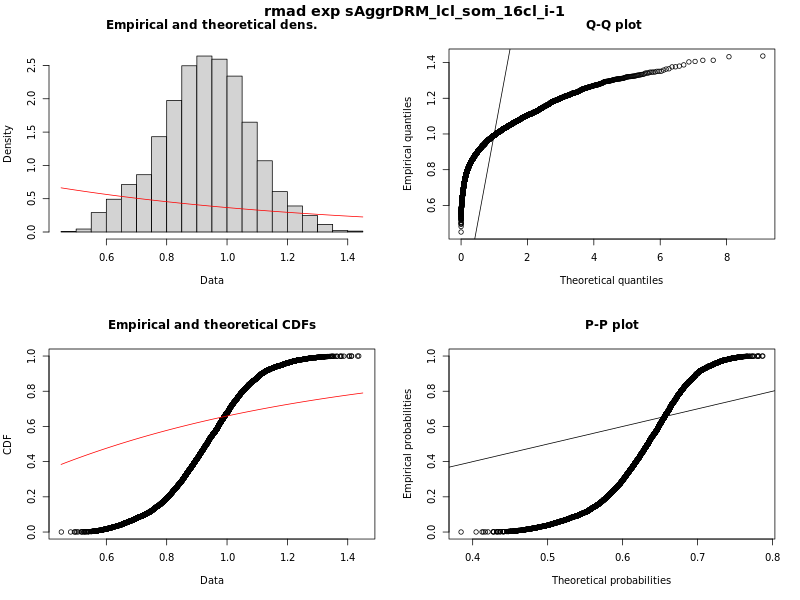 rmad exp sAggrDRM_lcl_som_16cl_i-1
Empirical and theoretical dens.
Density
0.0 0.5 1.0 1.5 2.0 2.5
0.6 0.8 1.0 1.2 1.4
Data
Q-Q plot
Empirical quantiles
0.6 0.8 1.0 1.2 1.4
0 2 4 6 8
Theoretical quantiles
Empirical and theoretical CDFs
CDF
0.0 0.2 0.4 0.6 0.8 1.0
0.6 0.8 1.0 1.2 1.4
Data
P-P plot
Empirical probabilities
0.0 0.2 0.4 0.6 0.8 1.0
0.4 0.5 0.6 0.7 0.8
Theoretical probabilities